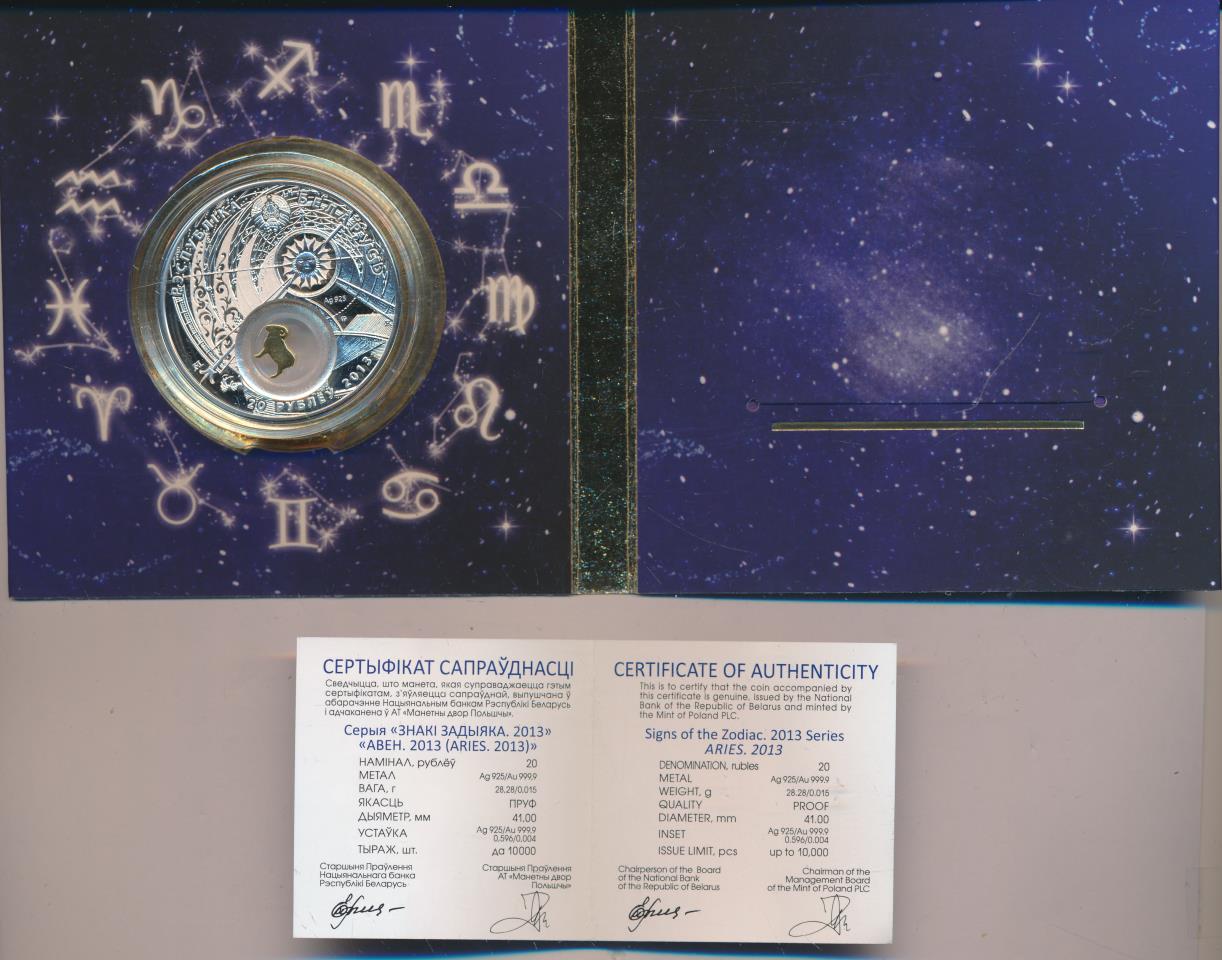 РЭСПУБЛІКА БЕЛАРУСЬ
Ag 925
20 РУБЛЁЎ 2013
СЕРТЫФІКАТ САПРАЎДНАСЦІ
Сведчыцца, што манета, якая суправаджаецца гэтым
сертыфікатам, з'яўляецца сапраўднай, выпушчана ў
абарачэнне Нацыянальным банкам Рэспублікі Беларусь
і адчаканена ў АТ «Манетны двор Польшчы».
Серыя «ЗНАКІ ЗАДЫЯКА. 2013»
«АВЕН. 2013 (ARIES. 2013)»
НАМІНАЛ, рублёў 20
МЕТАЛ Ag 925/Au 999.9
ВАГА, г 28.28/0.015
ЯКАСЦЬ ПРУФ
ДЫЯМЕТР, мм 41.00
УСТАЎКА Ag 925/Au 999.9
0.596/0.004
ТЫРАЖ, шт. да 10000
Старшыня Праўлення
Нацыянальнага банка
Рэспублікі Беларусь
Старшыня Праўлення
АТ «Манетны двор
Польшчы»
CERTIFICATE OF AUTHENTICITY
This is to certify that the coin accompanied by
this certificate is genuine, issued by the National
Bank of the Republic of Belarus and minted by
the Mint of Poland PLC.
Signs of the Zodiac. 2013 Series
ARIES. 2013
DENOMINATION, rubles 20
METAL Ag 925/Au 999.9
WEIGHT, g 28.28/0.015
QUALITY PROOF
DIAMETER, mm 41.00
INSET Ag 925/Au 999.9
0.596/0.004
ISSUE LIMIT, pcs up to 10,000
Chairperson of the Board
of the National Bank
of the Republic of Belarus
Chairman of the
Management Board
of the Mint of Poland PLC